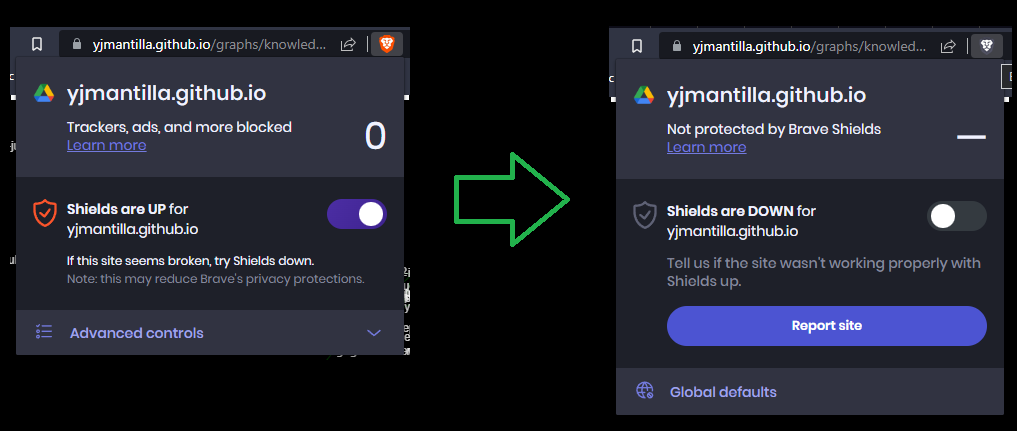 yjmantilla.github.io/graphs/knowled...
yjmantilla.github.io
Trackers, ads, and more blocked
Learn more
0
Shields are UP for
yjmantilla.github.io
If this site seems broken, try Shields down.
Note: this may reduce Brave's privacy protections.
Advanced controls
yjmantilla.github.io/graphs/knowled...
yjmantilla.github.io
Not protected by Brave Shields
Learn more
—
Shields are DOWN for
yjmantilla.github.io
Tell us if the site wasn't working properly with
Shields up.
Report site
Global defaults